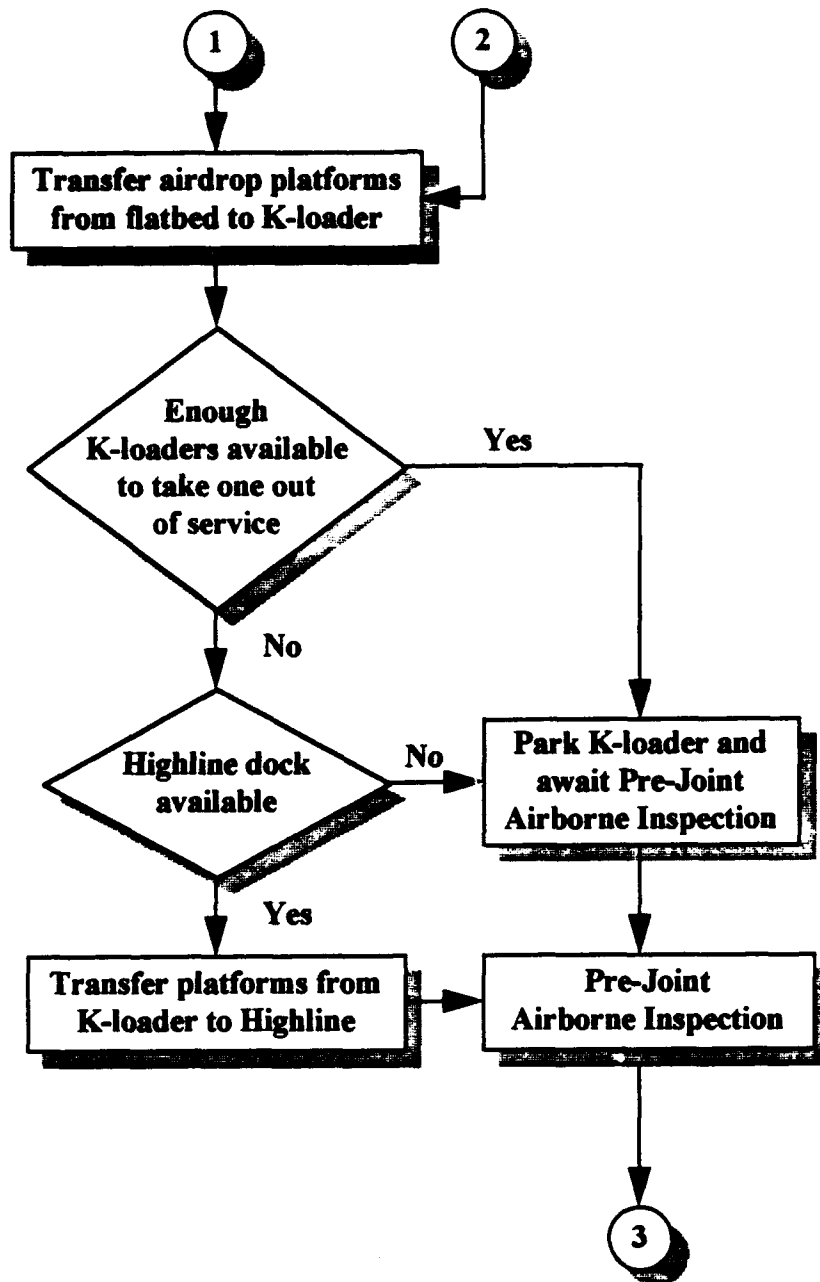 1
2
Transfer airdrop platforms
from flatbed to K-loader
Enough
K-loaders available
to take one out
of service
Yes
No
Highline dock
available
No
Park K-loader and
await Pre-Joint
Airborne Inspection
Yes
Transfer platforms from
K-loader to Highline
Pre-Joint
Airborne Inspection
3